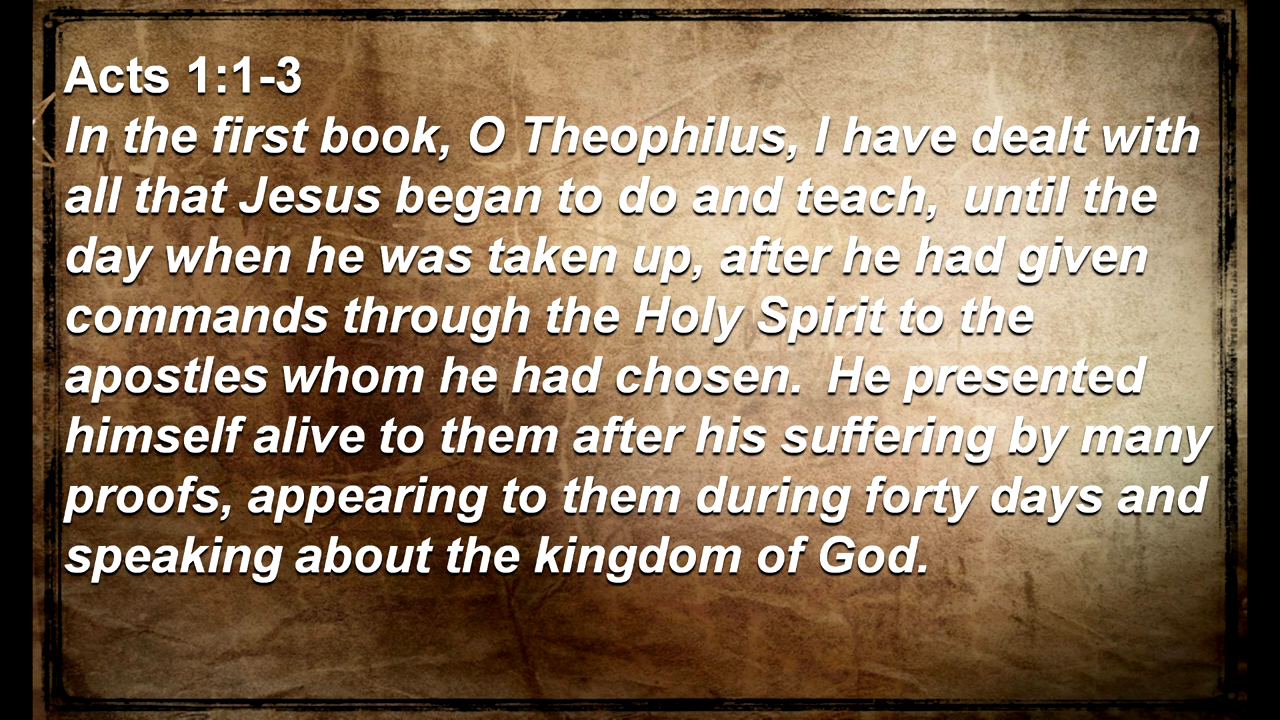 Acts 1:1-3
In the first book, O Theophilus, I have dealt with
all that Jesus began to do and teach,  until the
day when he was taken up, after he had given
commands through the Holy Spirit to the
apostles whom he had chosen.  He presented
himself alive to them after his suffering by many
proofs, appearing to them during forty days and
speaking about the kingdom of God.